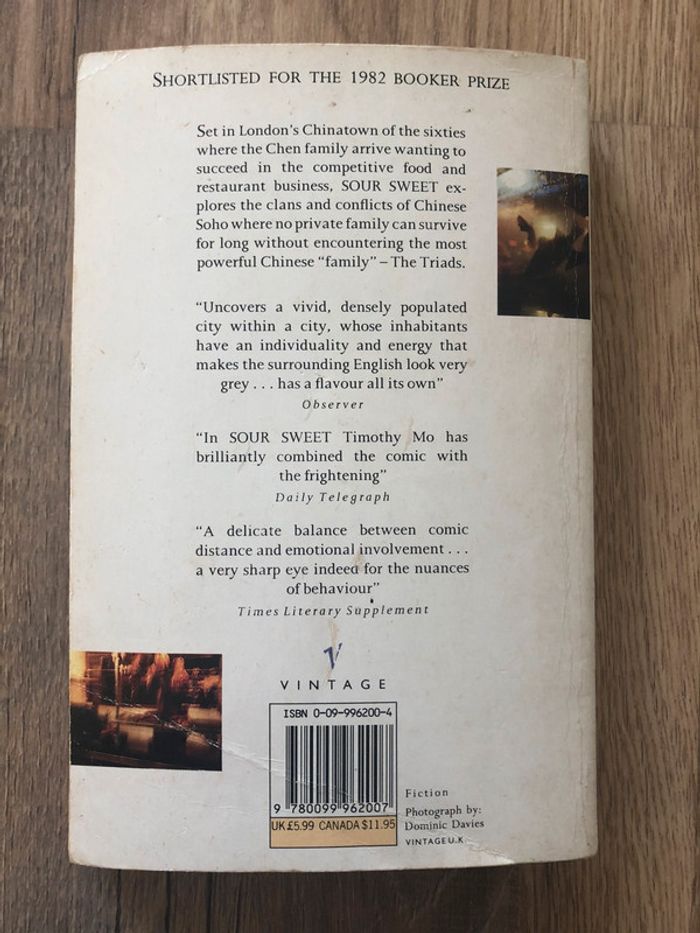 SHORTLISTED FOR THE 1982 BOOKER PRIZE
Set in London's Chinatown of the sixties
where the Chen family arrive wanting to
succeed in the competitive food and
restaurant business, SOUR SWEET ex-
plores the clans and conflicts of Chinese
Soho where no private family can survive
for long without encountering the most
powerful Chinese "family" – The Triads.
"Uncovers a vivid, densely populated
city within a city, whose inhabitants
have an individuality and energy that
makes the surrounding English look very
grey . . . has a flavour all its own"
Observer
"In SOUR SWEET Timothy Mo has
brilliantly combined the comic with
the frightening"
Daily Telegraph
"A delicate balance between comic
distance and emotional involvement . . .
a very sharp eye indeed for the nuances
of behaviour"
Times Literary Supplement
V
VINTAGE
ISBN 0-09-996200-4
9 780099 962007
UK £5.99 CANADA $11.95
Fiction
Photograph by:
Dominic Davies
VINTAGE U.K.